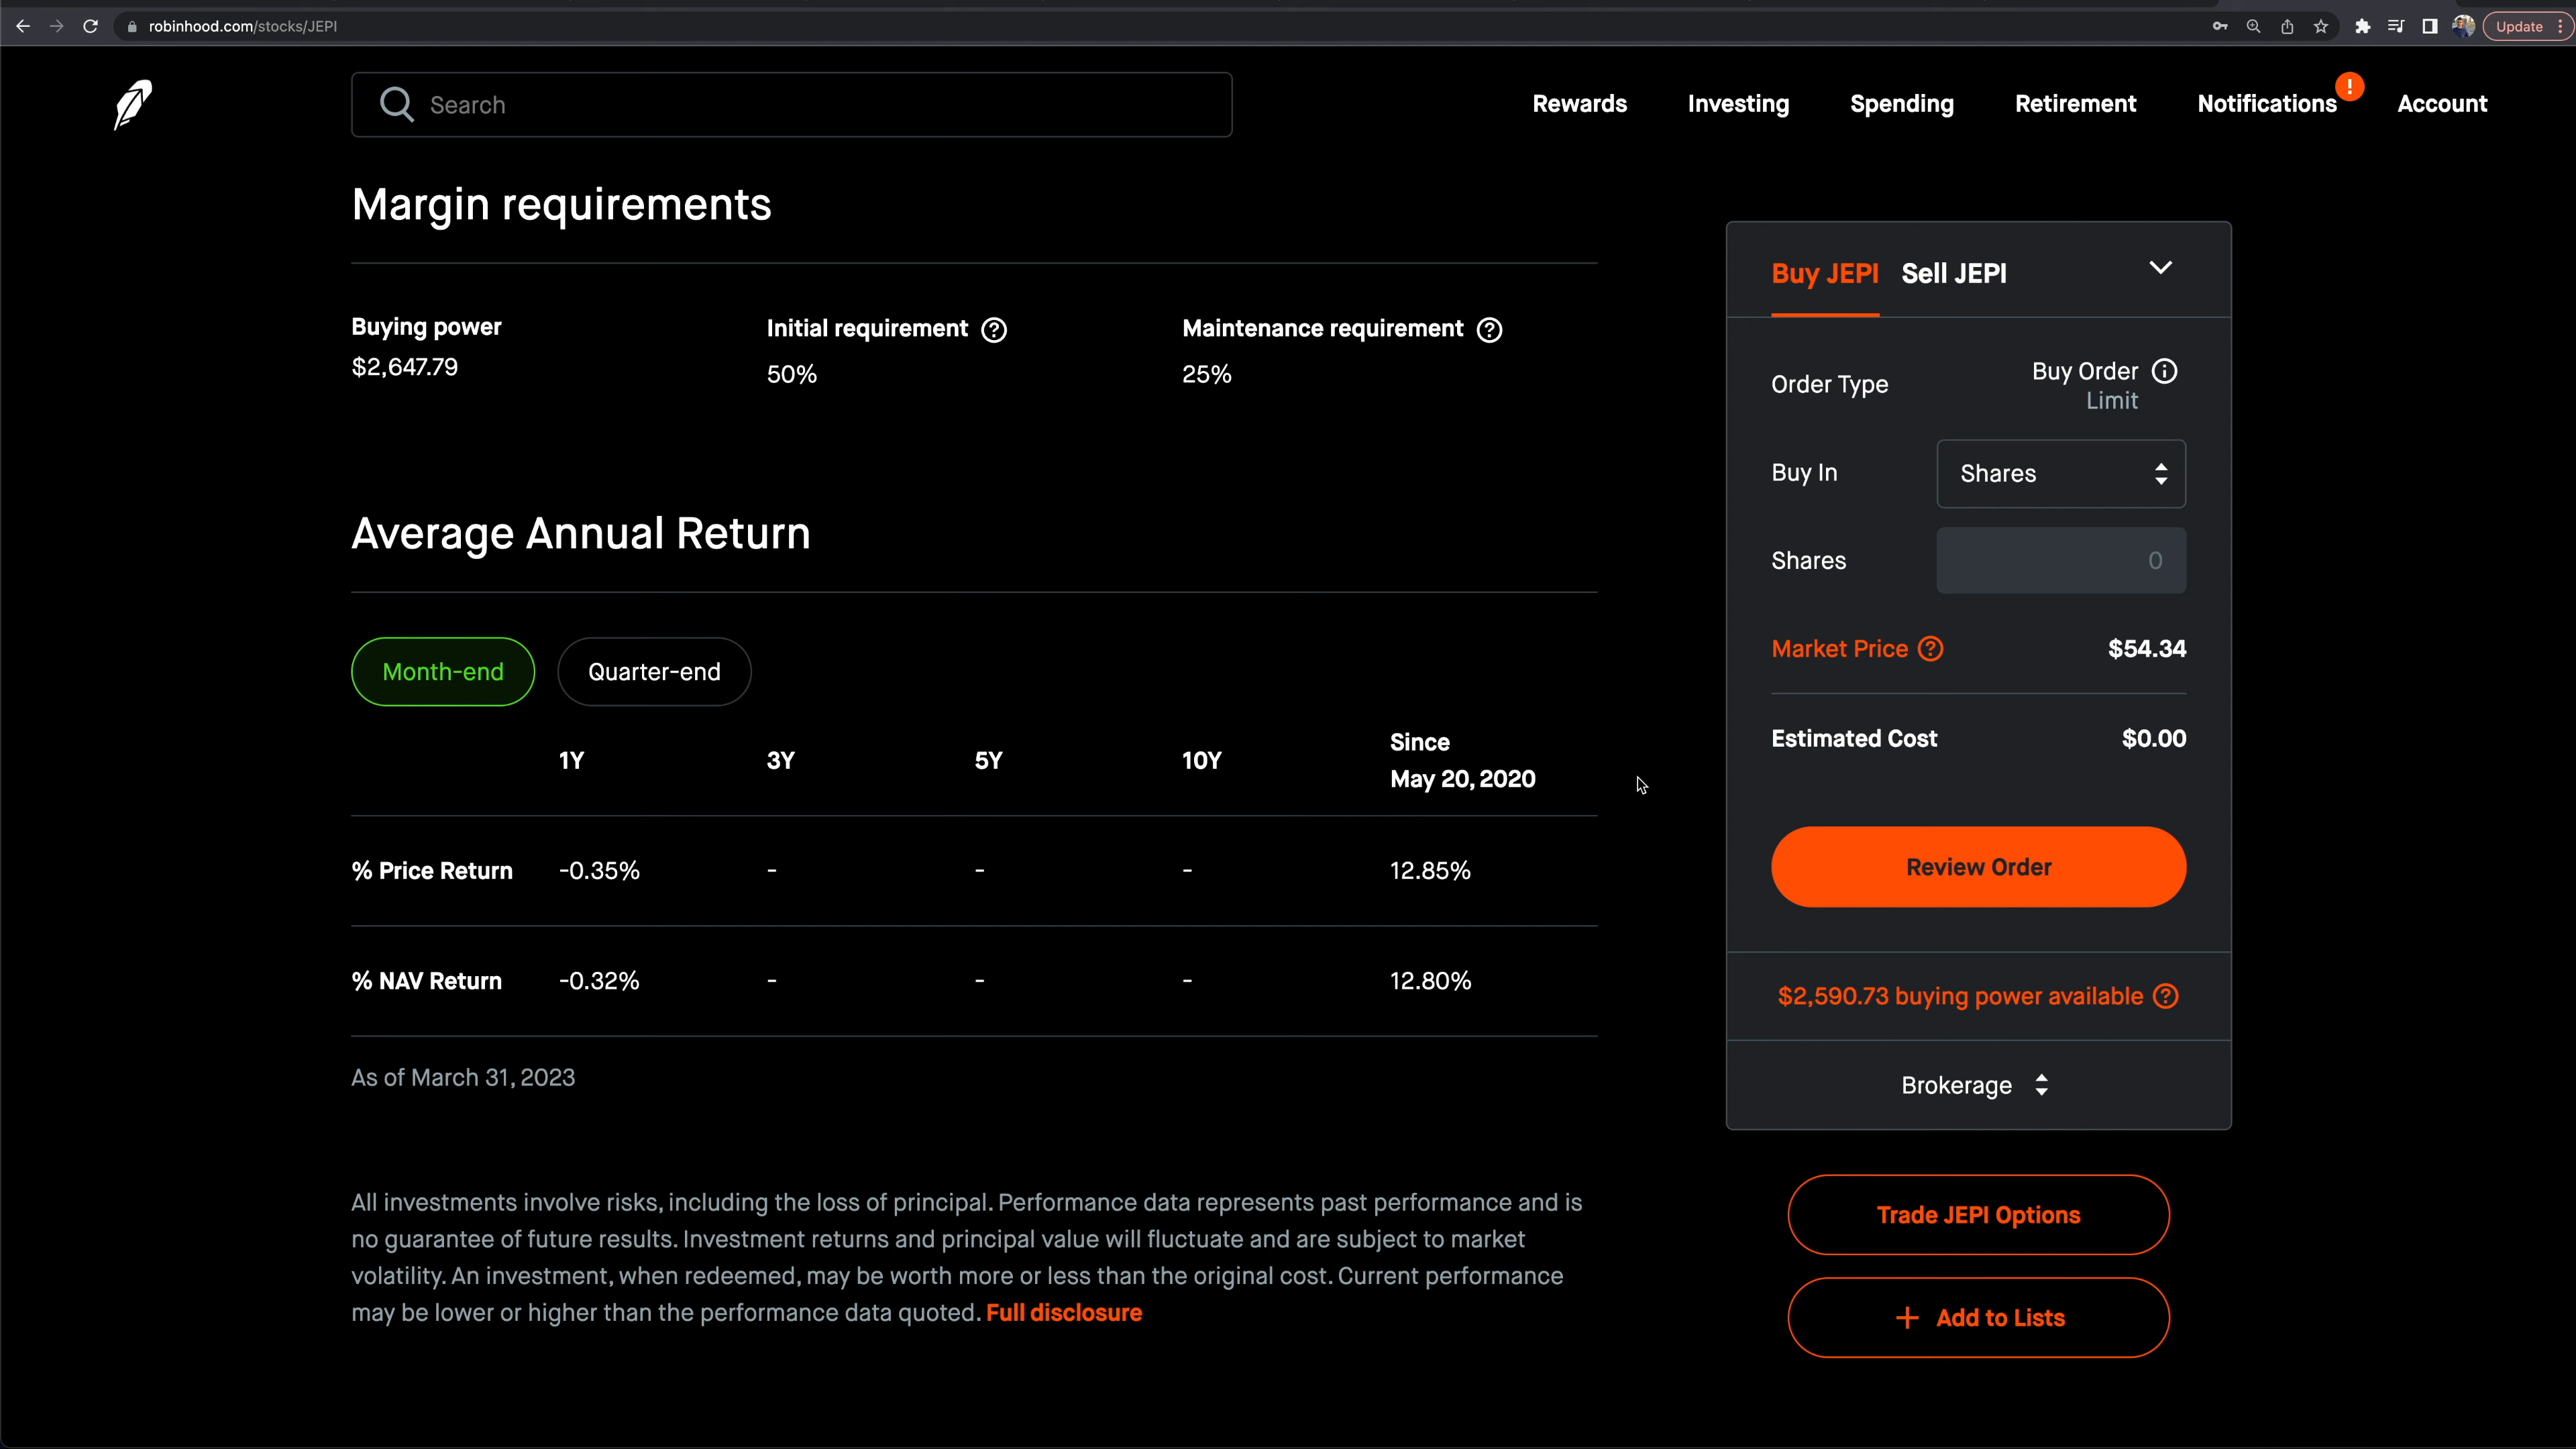 robinhood.com/stocks/JEPI
Update
Search
Rewards Investing Spending Retirement Notifications ! Account
Margin requirements
Buying power Initial requirement ? Maintenance requirement ?
$2,647.79 50% 25%
Average Annual Return
Month-end Quarter-end
1Y 3Y 5Y 10Y Since
May 20, 2020
% Price Return -0.35% - - - 12.85%
% NAV Return -0.32% - - - 12.80%
As of March 31, 2023
All investments involve risks, including the loss of principal. Performance data represents past performance and is
no guarantee of future results. Investment returns and principal value will fluctuate and are subject to market
volatility. An investment, when redeemed, may be worth more or less than the original cost. Current performance
may be lower or higher than the performance data quoted. Full disclosure
Buy JEPI Sell JEPI
Order Type Buy Order i
Limit
Buy In Shares
Shares 0
Market Price ? $54.34
Estimated Cost $0.00
Review Order
$2,590.73 buying power available ?
Brokerage
Trade JEPI Options
+ Add to Lists